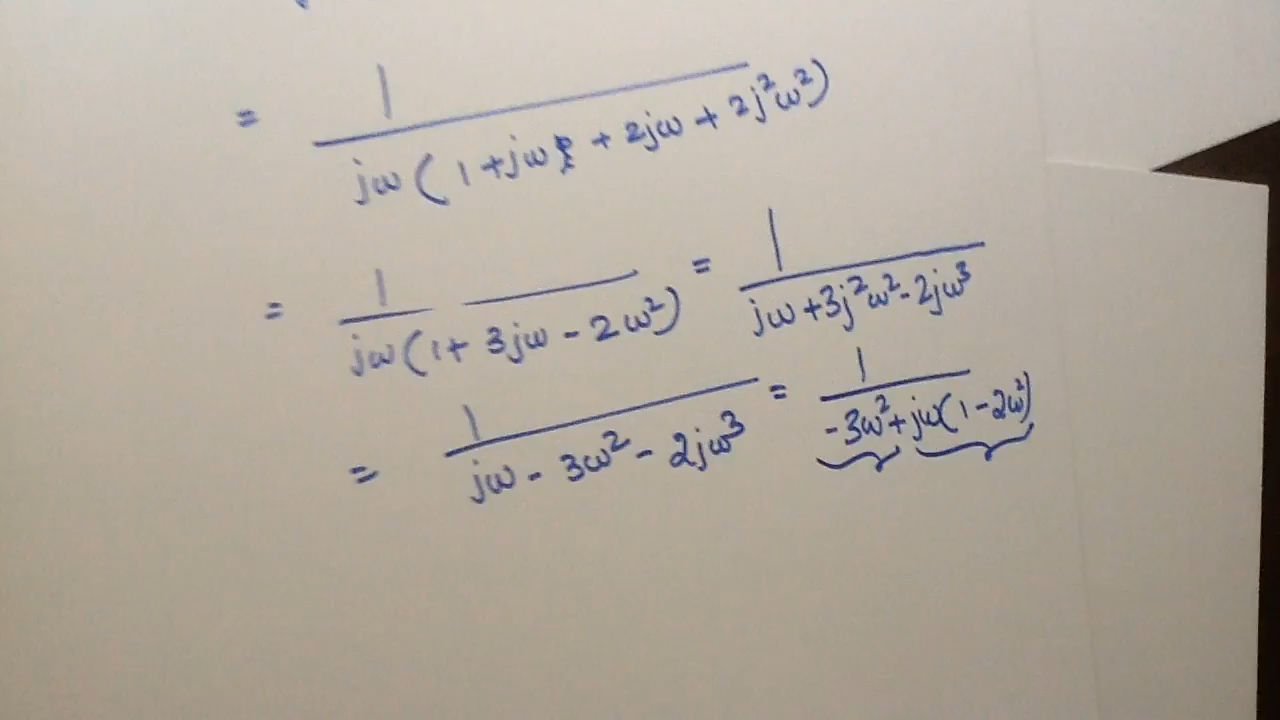 = 1 / jω(1 + jω + 2jω + 2j²ω²)
= 1 / jω(1 + 3jω - 2ω²) = 1 / jω + 3j²ω² - 2jω³
= 1 / jω - 3ω² - 2jω³ = 1 / -3ω² + jω(1 - 2ω²)